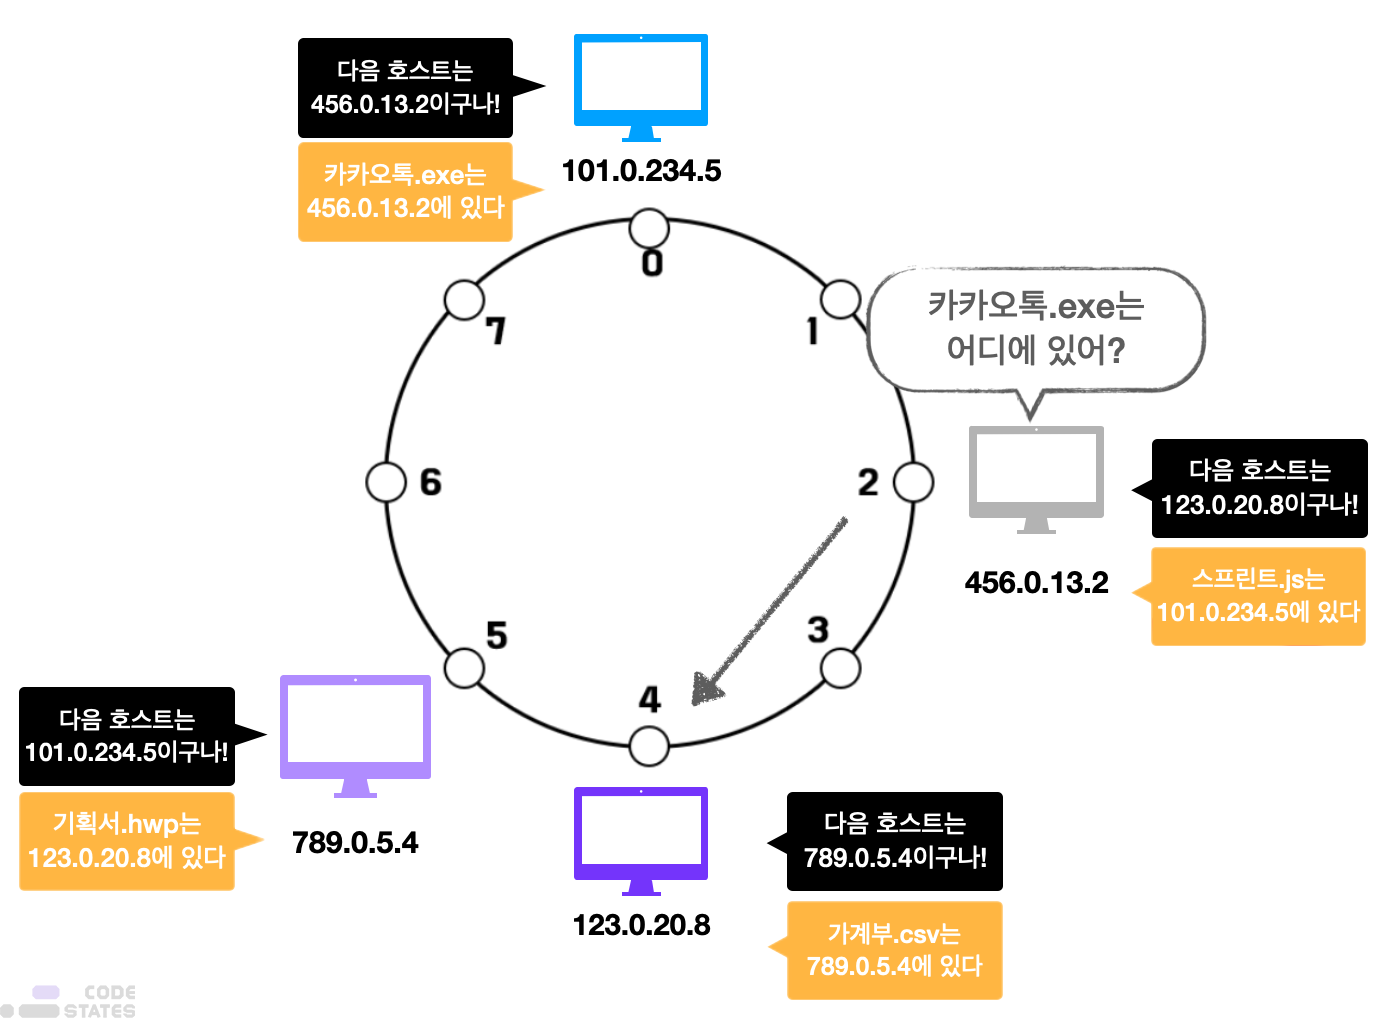 다음 호스트는
456.0.13.2이구나!
카카오톡.exe는
456.0.13.2에 있다
101.0.234.5
0
1
2
3
4
5
6
7
카카오톡.exe는
어디에 있어?
456.0.13.2
다음 호스트는
123.0.20.8이구나!
스프린트.js는
101.0.234.5에 있다
다음 호스트는
101.0.234.5이구나!
기획서.hwp는
123.0.20.8에 있다
789.0.5.4
123.0.20.8
다음 호스트는
789.0.5.4이구나!
가계부.csv는
789.0.5.4에 있다
CODE
STATES